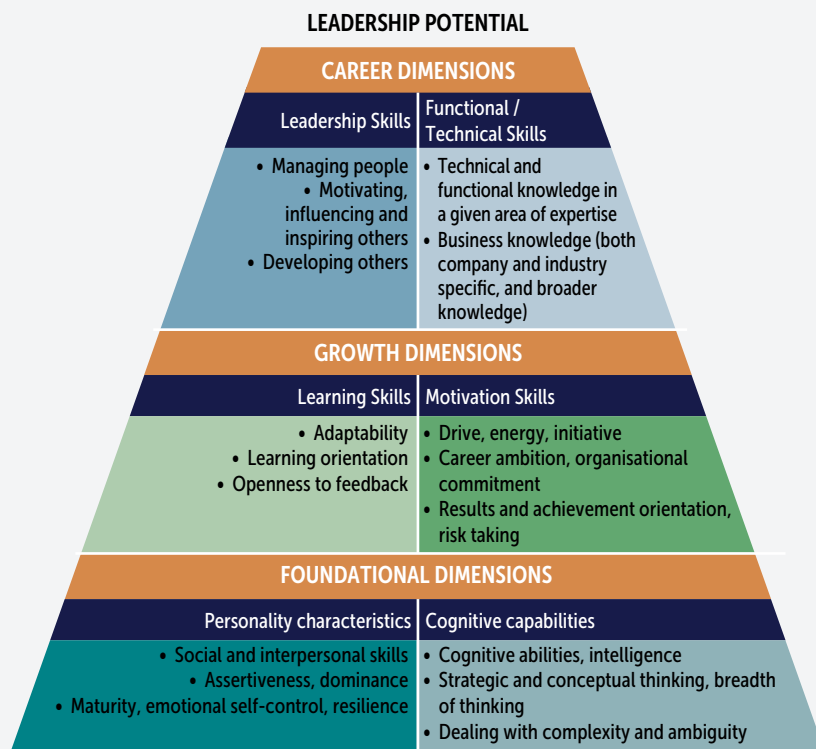 LEADERSHIP POTENTIAL
CAREER DIMENSIONS
Leadership Skills
• Managing people
• Motivating,
influencing and
inspiring others
• Developing others
Functional /
Technical Skills
• Technical and
functional knowledge in
a given area of expertise
• Business knowledge (both
company and industry
specific, and broader
knowledge)
GROWTH DIMENSIONS
Learning Skills
• Adaptability
• Learning orientation
• Openness to feedback
Motivation Skills
• Drive, energy, initiative
• Career ambition, organisational
commitment
• Results and achievement orientation,
risk taking
FOUNDATIONAL DIMENSIONS
Personality characteristics
• Social and interpersonal skills
• Assertiveness, dominance
• Maturity, emotional self-control, resilience
Cognitive capabilities
• Cognitive abilities, intelligence
• Strategic and conceptual thinking, breadth
of thinking
• Dealing with complexity and ambiguity